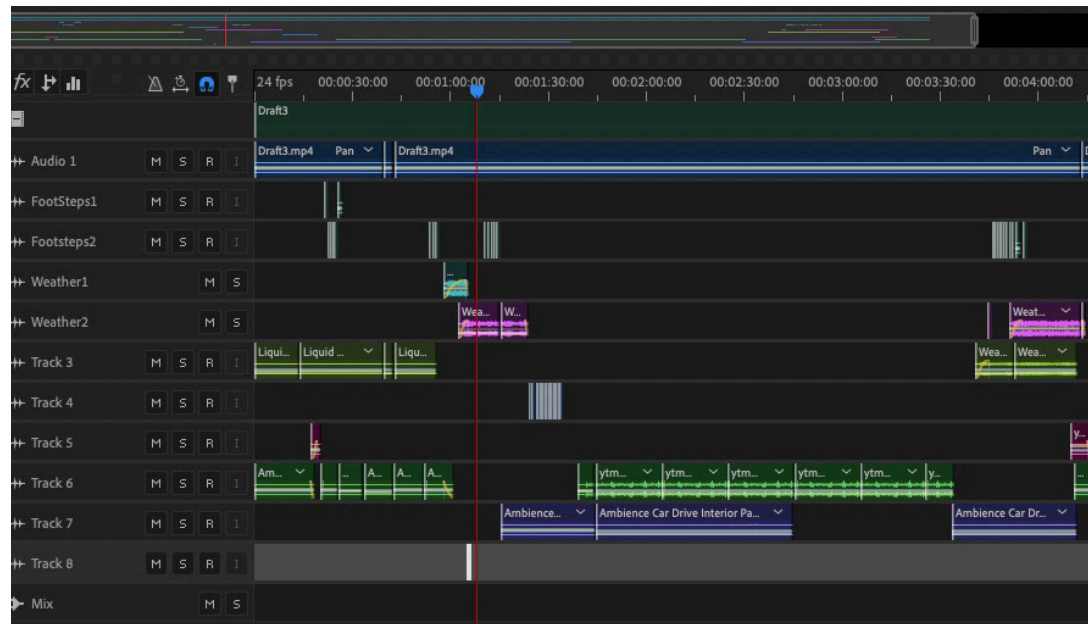 fx 24 fps 00:00:30:00 00:01:00:00 00:01:30:00 00:02:00:00 00:02:30:00 00:03:00:00 00:03:30:00 00:04:00:00
Draft3
Audio 1 M S R I Draft3.mp4 Pan Draft3.mp4 Pan
FootSteps1 M S R I
Footsteps2 M S R I
Weather1 M S ...
Weather2 M S Wea... W... Weat...
Track 3 M S R I Liqui... Liquid ... Liqu... Wea... Wea...
Track 4 M S R I
Track 5 M S R I y...
Track 6 M S R I Am... ... A... A... A... ytm... ytm... ytm... ytm... ytm... y... ...
Track 7 M S R I Ambience... Ambience Car Drive Interior Pa... Ambience Car Dr...
Track 8 M S R I
Mix M S